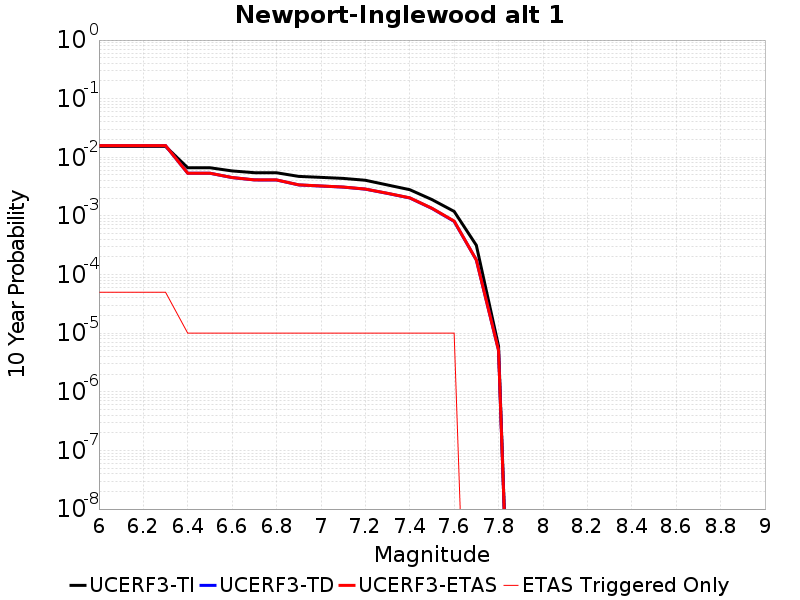 Newport-Inglewood alt 1
10^0
10^-1
10^-2
10^-3
10^-4
10^-5
10^-6
10^-7
10^-8
10 Year Probability
6 6.2 6.4 6.6 6.8 7 7.2 7.4 7.6 7.8 8 8.2 8.4 8.6 8.8 9
Magnitude
UCERF3-TI UCERF3-TD UCERF3-ETAS ETAS Triggered Only